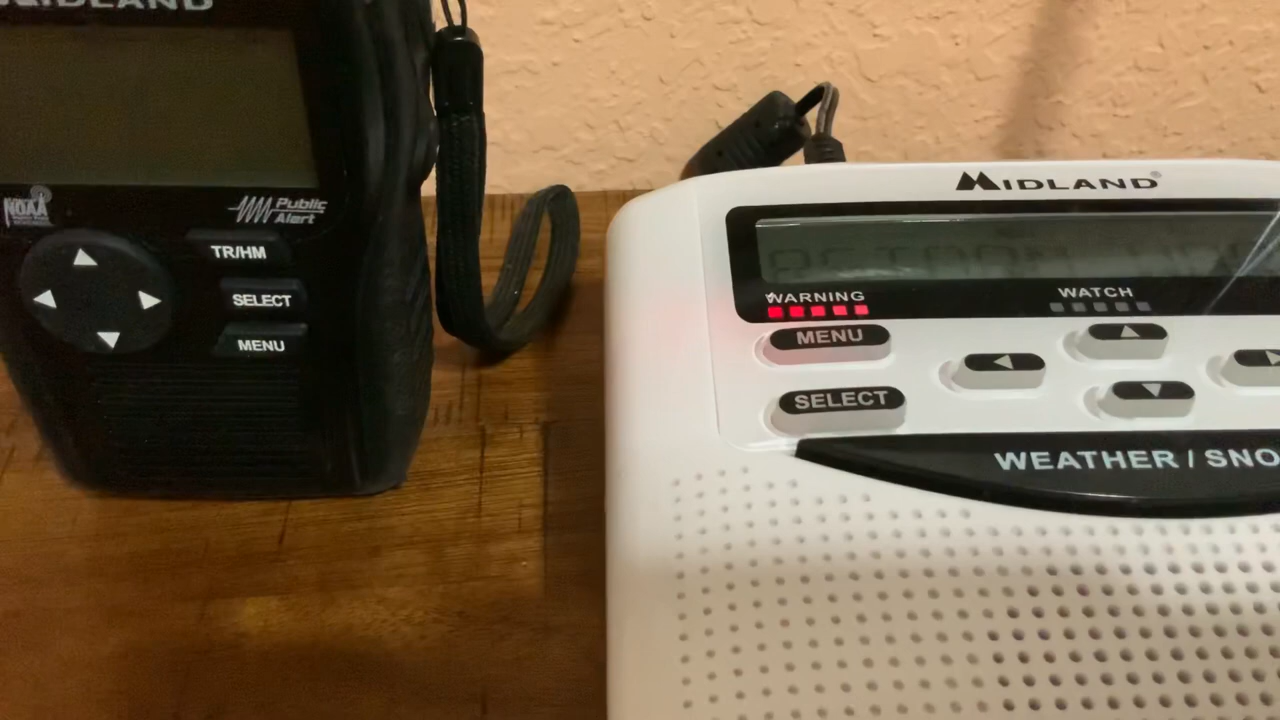 MIDLAND
NOAA
Public
Alert
TR/HM
SELECT
MENU
MIDLAND
WARNING
WATCH
MENU
SELECT
WEATHER / SNO